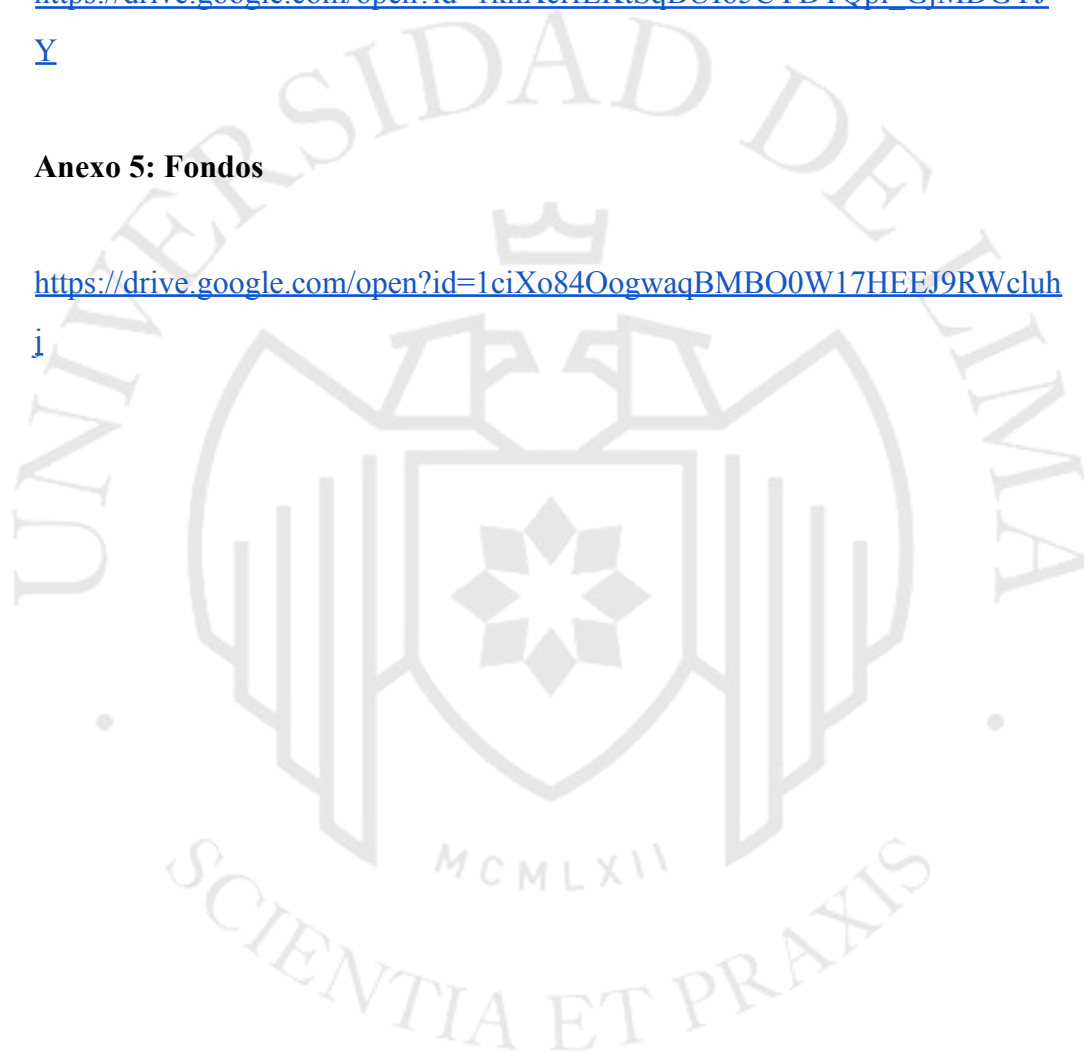 Y
Anexo 5: Fondos
https://drive.google.com/open?id=1ciXo84OogwaqBMBO0W17HEEJ9RWcluh
j
UNIVERSIDAD DE LIMA
MCMLXII
SCIENTIA ET PRAXIS